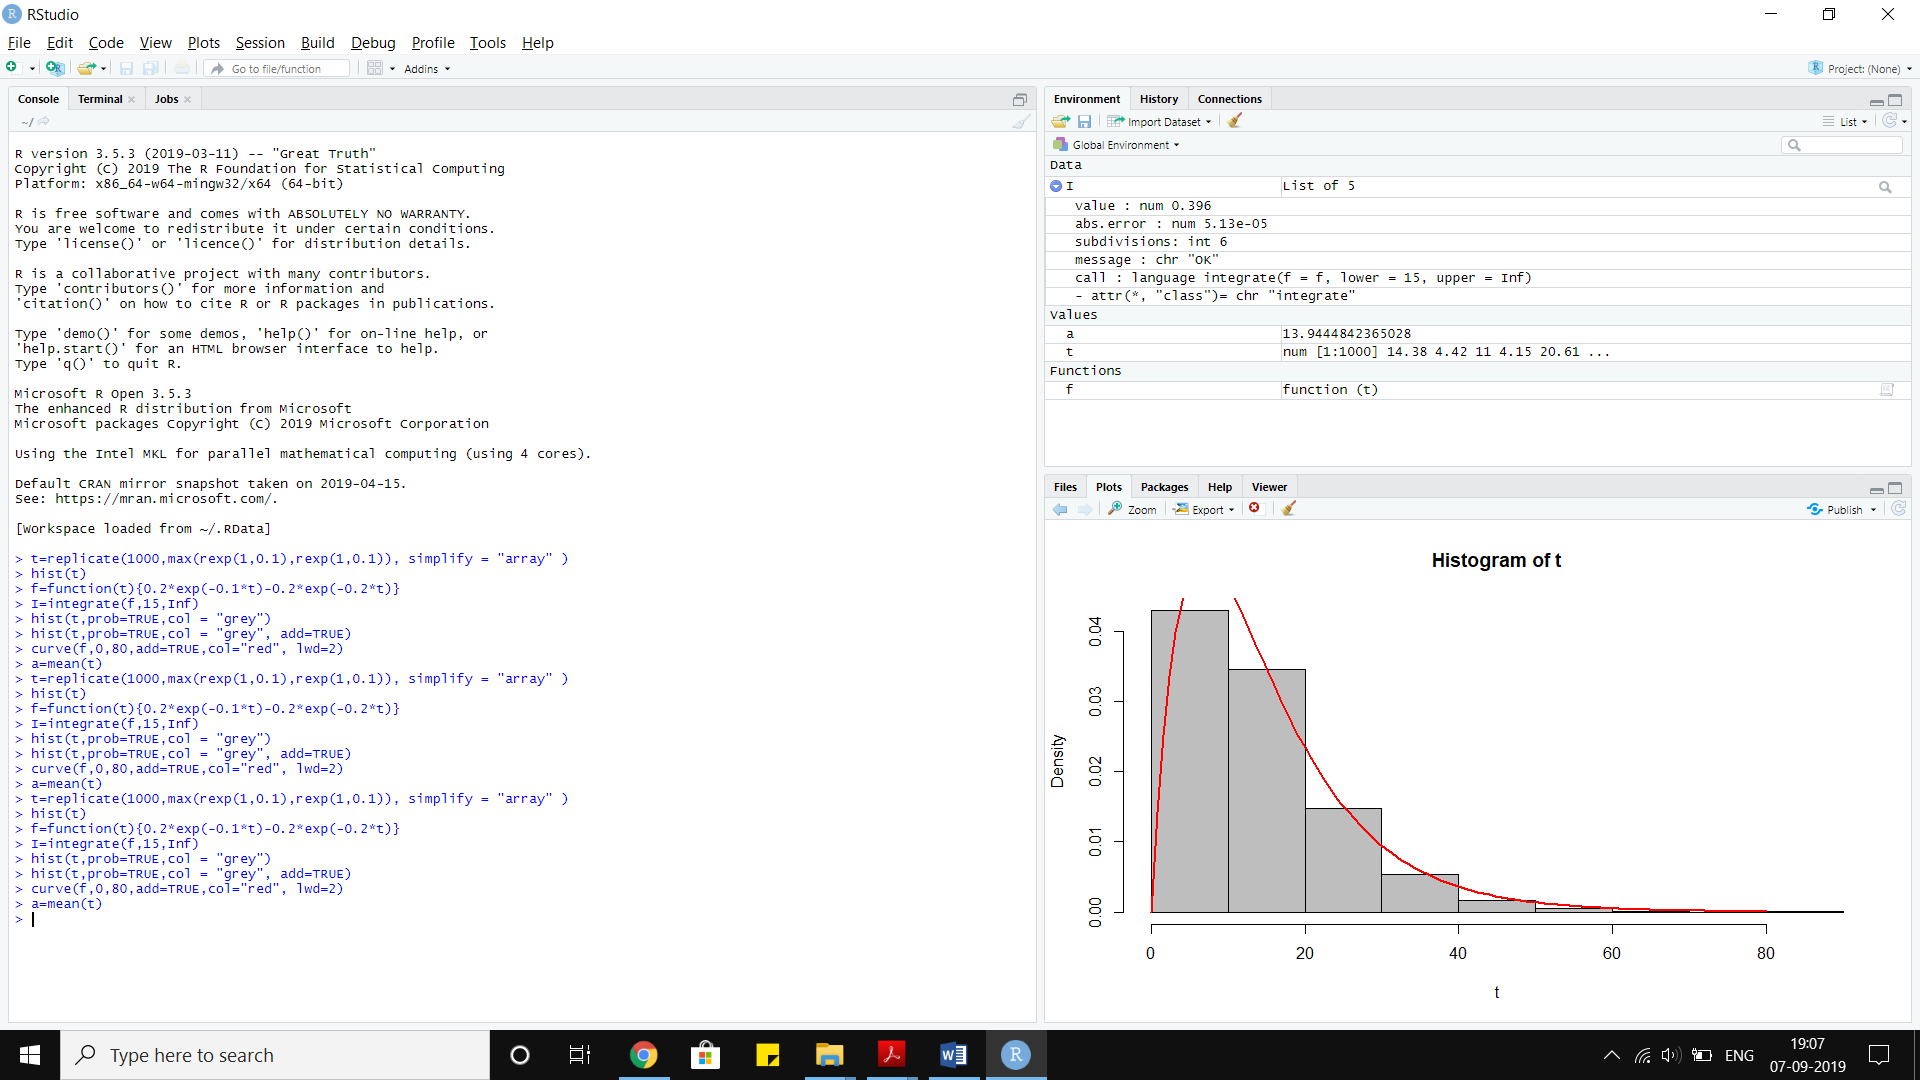 RStudio
File Edit Code View Plots Session Build Debug Profile Tools Help
Go to file/function Addins Project: (None)
Console Terminal Jobs
~/
R version 3.5.3 (2019-03-11) -- "Great Truth"
Copyright (C) 2019 The R Foundation for Statistical Computing
Platform: x86_64-w64-mingw32/x64 (64-bit)
R is free software and comes with ABSOLUTELY NO WARRANTY.
You are welcome to redistribute it under certain conditions.
Type 'license()' or 'licence()' for distribution details.
R is a collaborative project with many contributors.
Type 'contributors()' for more information and
'citation()' on how to cite R or R packages in publications.
Type 'demo()' for some demos, 'help()' for on-line help, or
'help.start()' for an HTML browser interface to help.
Type 'q()' to quit R.
Microsoft R Open 3.5.3
The enhanced R distribution from Microsoft
Microsoft packages Copyright (C) 2019 Microsoft Corporation
Using the Intel MKL for parallel mathematical computing (using 4 cores).
Default CRAN mirror snapshot taken on 2019-04-15.
See: https://mran.microsoft.com/.
[Workspace loaded from ~/.RData]
> t=replicate(1000,max(rexp(1,0.1),rexp(1,0.1)), simplify = "array" )
> hist(t)
> f=function(t){0.2*exp(-0.1*t)-0.2*exp(-0.2*t)}
> I=integrate(f,15,Inf)
> hist(t,prob=TRUE,col = "grey")
> hist(t,prob=TRUE,col = "grey", add=TRUE)
> curve(f,0,80,add=TRUE,col="red", lwd=2)
> a=mean(t)
> t=replicate(1000,max(rexp(1,0.1),rexp(1,0.1)), simplify = "array" )
> hist(t)
> f=function(t){0.2*exp(-0.1*t)-0.2*exp(-0.2*t)}
> I=integrate(f,15,Inf)
> hist(t,prob=TRUE,col = "grey")
> hist(t,prob=TRUE,col = "grey", add=TRUE)
> curve(f,0,80,add=TRUE,col="red", lwd=2)
> a=mean(t)
> t=replicate(1000,max(rexp(1,0.1),rexp(1,0.1)), simplify = "array" )
> hist(t)
> f=function(t){0.2*exp(-0.1*t)-0.2*exp(-0.2*t)}
> I=integrate(f,15,Inf)
> hist(t,prob=TRUE,col = "grey")
> hist(t,prob=TRUE,col = "grey", add=TRUE)
> curve(f,0,80,add=TRUE,col="red", lwd=2)
> a=mean(t)
>
Environment History Connections
Import Dataset List
Global Environment
Data
I List of 5
value : num 0.396
abs.error : num 5.13e-05
subdivisions: int 6
message : chr "OK"
call : language integrate(f = f, lower = 15, upper = Inf)
- attr(*, "class")= chr "integrate"
Values
a 13.9444842365028
t num [1:1000] 14.38 4.42 11 4.15 20.61 ...
Functions
f function (t)
Files Plots Packages Help Viewer
Zoom Export Publish
Histogram of t
Density
0.04
0.03
0.02
0.01
0.00
0 20 40 60 80
t
Type here to search
ENG
19:07
07-09-2019